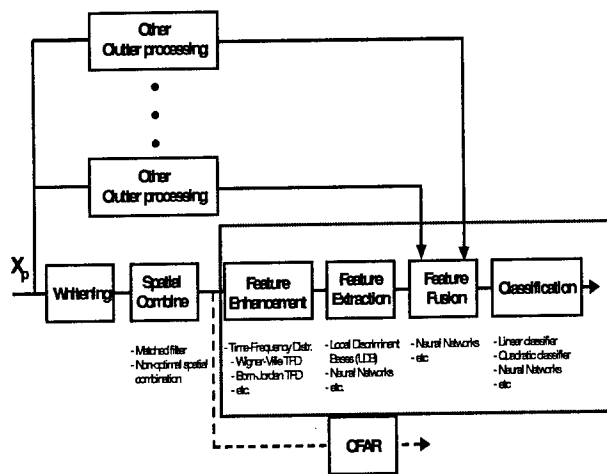 Other
Clutter processing
Other
Clutter processing
Xp
Whitening
Spatial
Combine
Feature
Enhancement
Feature
Extraction
Feature
Fusion
Classification
- Matched filter
- Non-optimal spatial
combination
- Time-Frequency Distr.
- Wigner-Ville TFD
- Born-Jordan TFD
- etc.
- Local Discriminant
Bases (LDB)
- Neural Networks
- etc.
- Neural Networks
- etc
- Linear classifier
- Quadratic classifier
- Neural Networks
- etc
CFAR